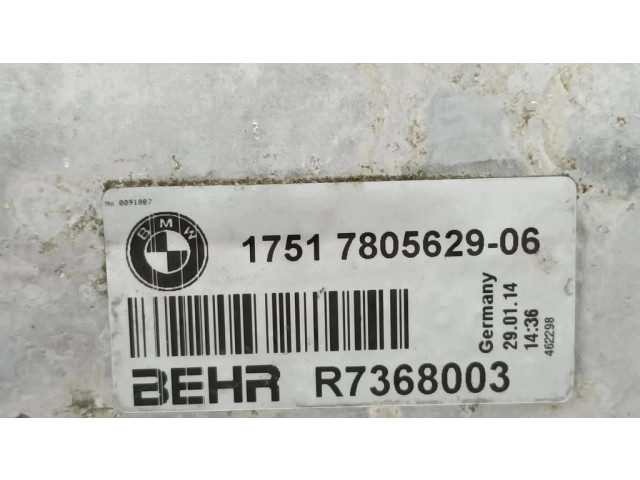 No 0091807
BMW
1751 7805629-06
Germany
29.01.14
14:36
462298
BEHR R7368003